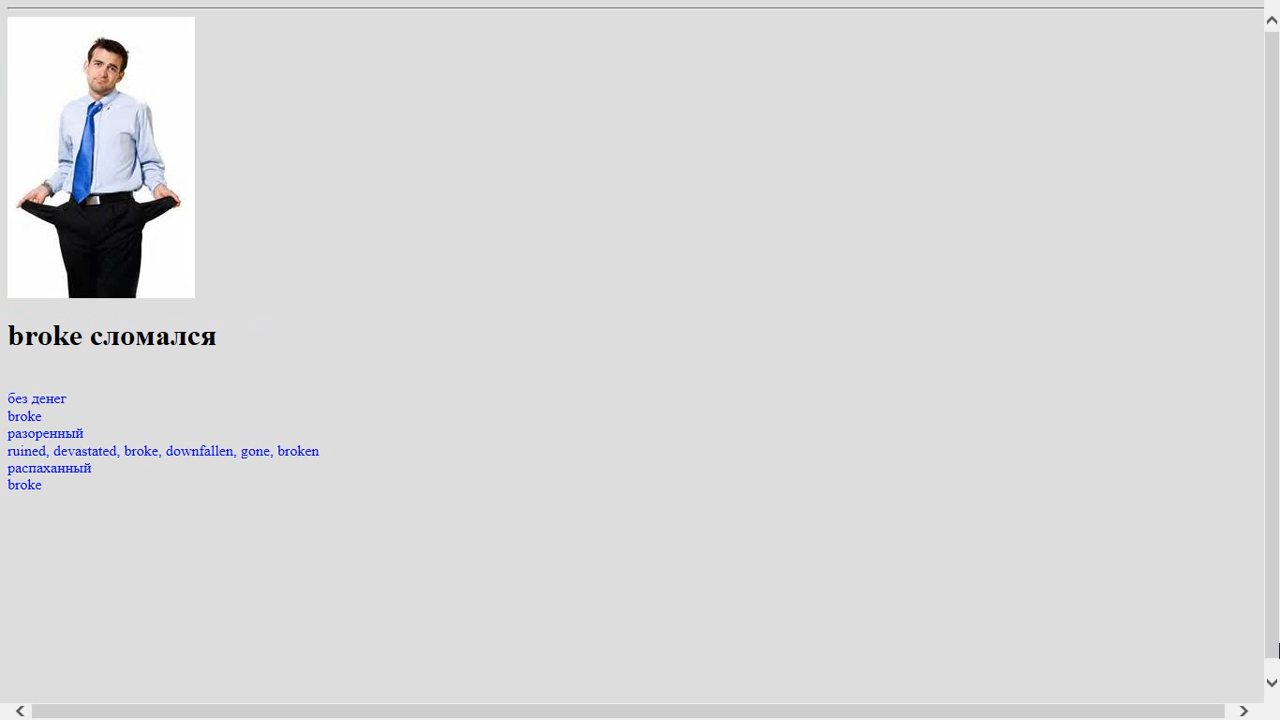 broke сломался
без денег
broke
разоренный
ruined, devastated, broke, downfallen, gone, broken
распаханный
broke